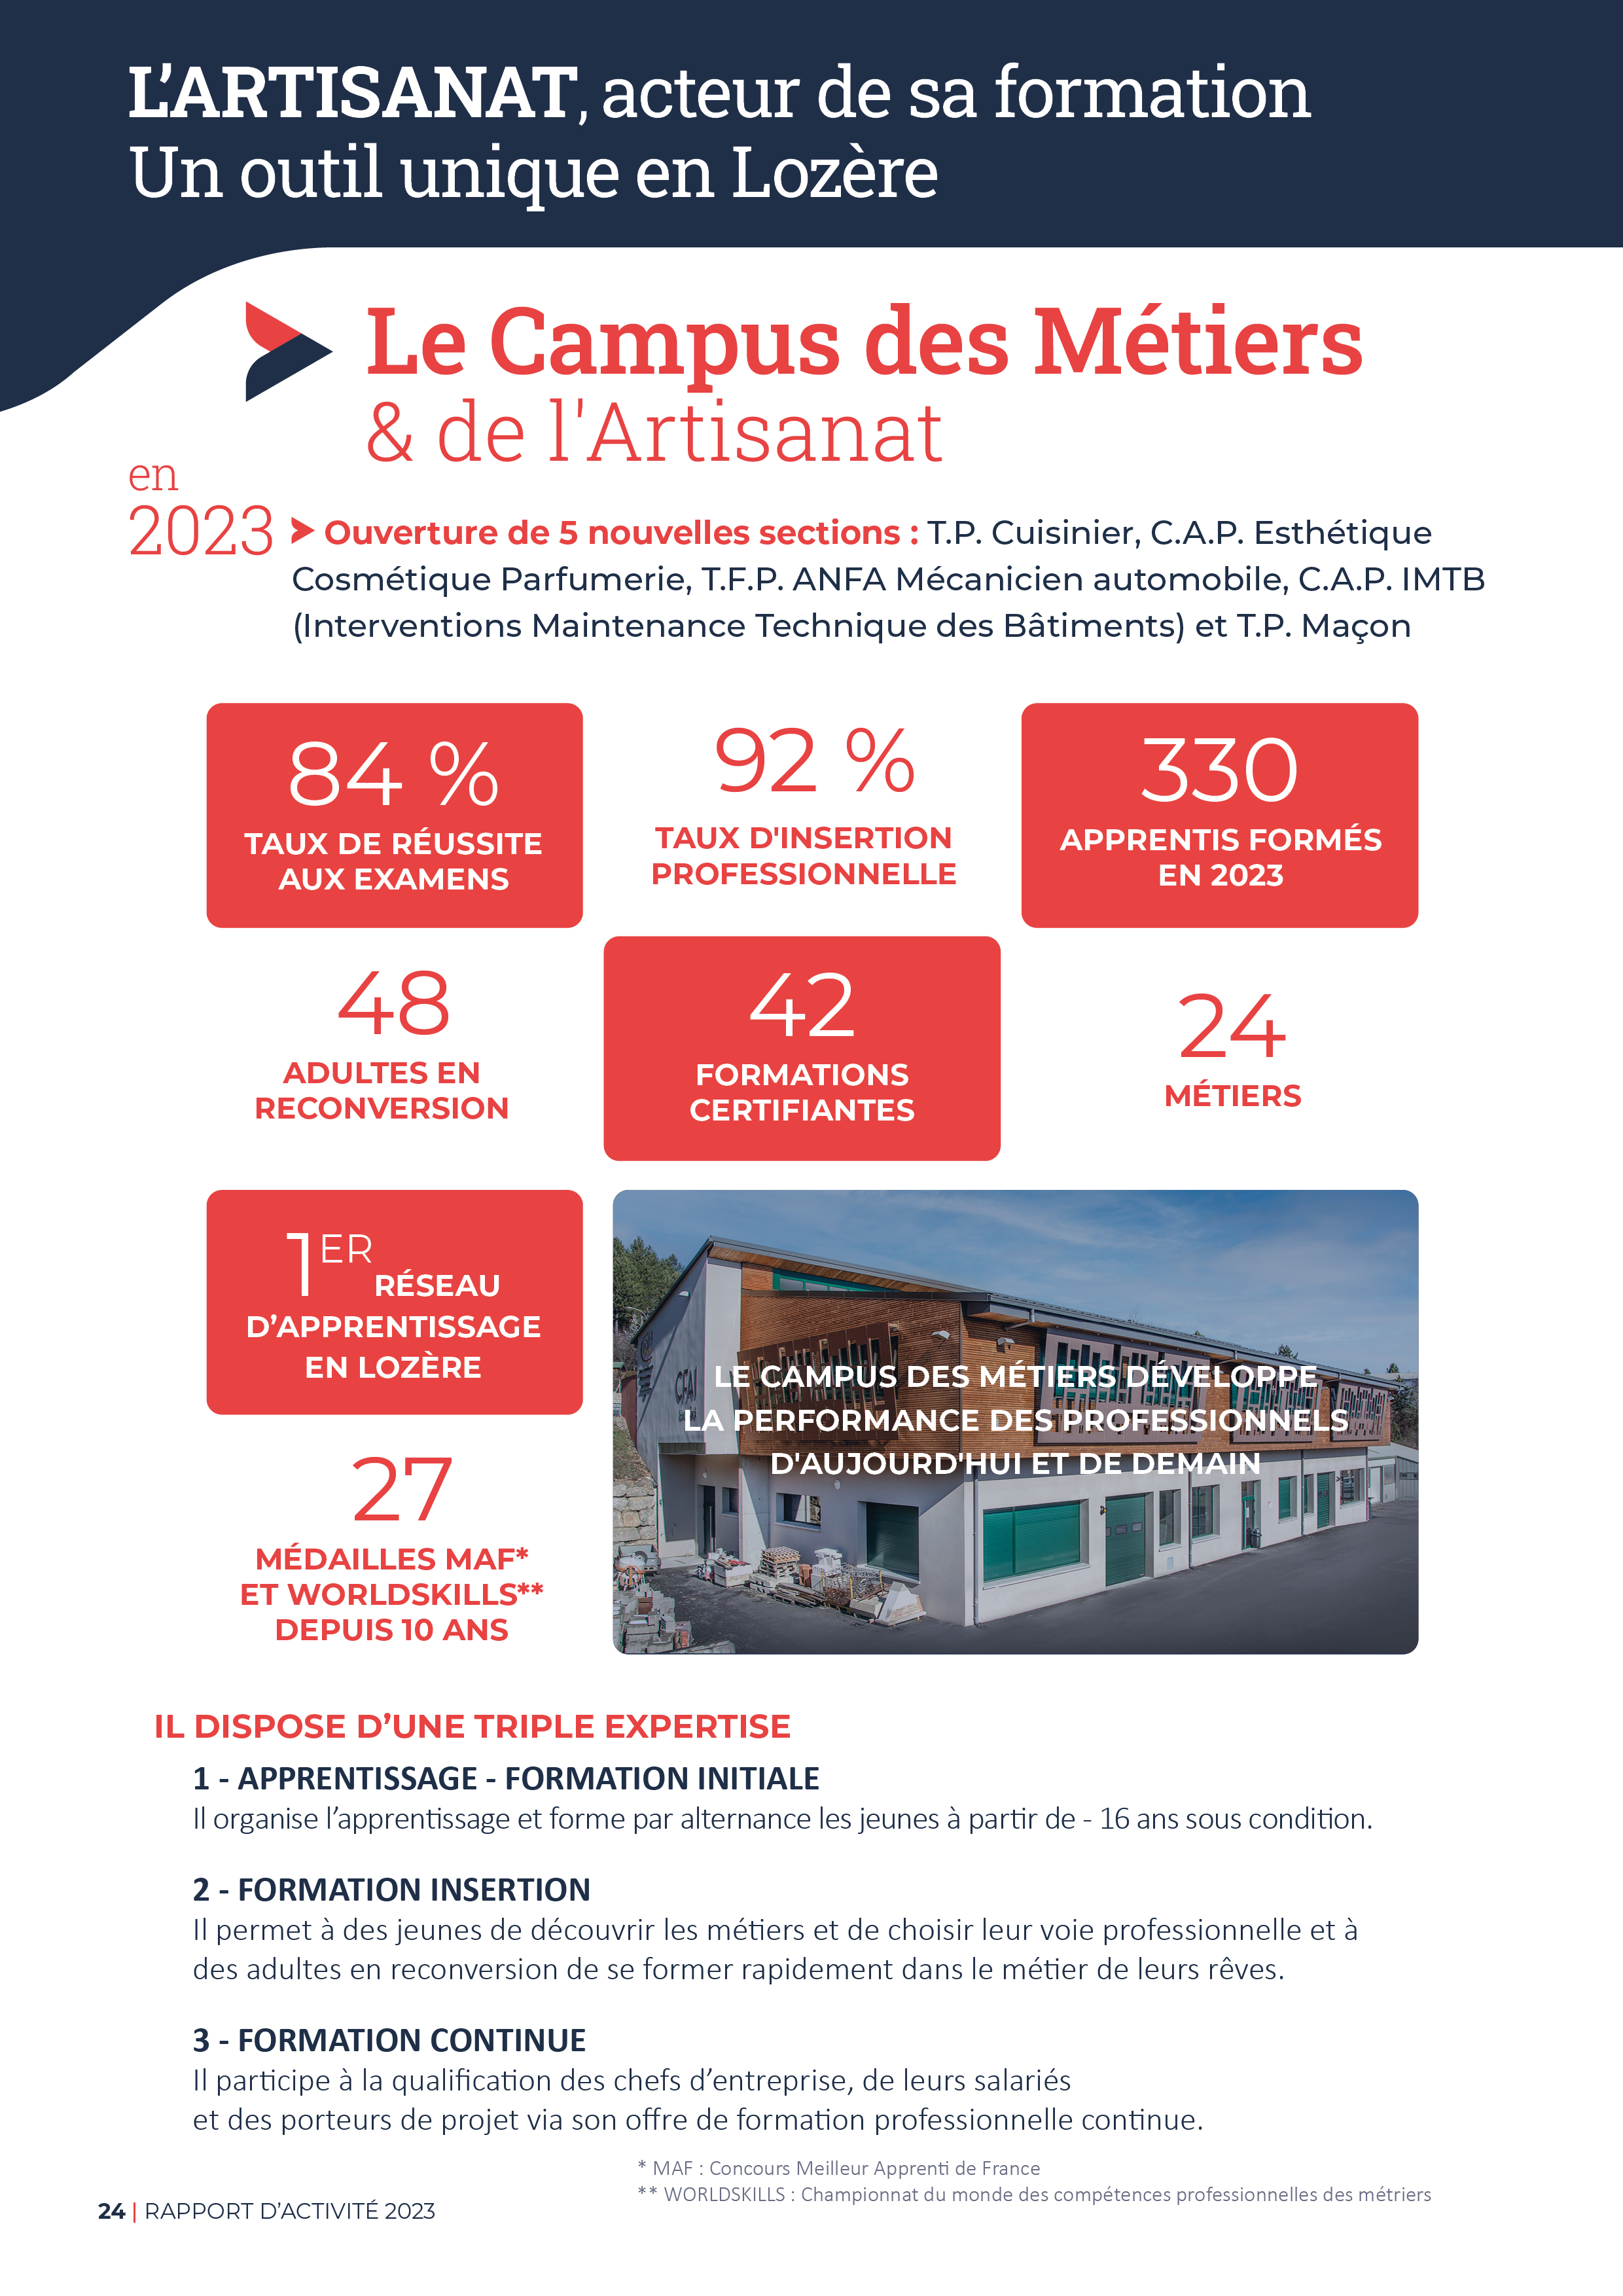 L’ARTISANAT, acteur de sa formation
Un outil unique en Lozère
Le Campus des Métiers
& de l'Artisanat
en
2023
Ouverture de 5 nouvelles sections : T.P. Cuisinier, C.A.P. Esthétique
Cosmétique Parfumerie, T.F.P. ANFA Mécanicien automobile, C.A.P. IMTB
(Interventions Maintenance Technique des Bâtiments) et T.P. Maçon
84 %
TAUX DE RÉUSSITE
AUX EXAMENS
92 %
TAUX D'INSERTION
PROFESSIONNELLE
330
APPRENTIS FORMÉS
EN 2023
48
ADULTES EN
RECONVERSION
42
FORMATIONS
CERTIFIANTES
24
MÉTIERS
1ER RÉSEAU
D’APPRENTISSAGE
EN LOZÈRE
27
MÉDAILLES MAF*
ET WORLDSKILLS**
DEPUIS 10 ANS
LE CAMPUS DES MÉTIERS DÉVELOPPE
LA PERFORMANCE DES PROFESSIONNELS
D'AUJOURD'HUI ET DE DEMAIN
IL DISPOSE D’UNE TRIPLE EXPERTISE
1 - APPRENTISSAGE - FORMATION INITIALE
Il organise l’apprentissage et forme par alternance les jeunes à partir de - 16 ans sous condition.
2 - FORMATION INSERTION
Il permet à des jeunes de découvrir les métiers et de choisir leur voie professionnelle et à
des adultes en reconversion de se former rapidement dans le métier de leurs rêves.
3 - FORMATION CONTINUE
Il participe à la qualification des chefs d’entreprise, de leurs salariés
et des porteurs de projet via son offre de formation professionnelle continue.
* MAF : Concours Meilleur Apprenti de France
** WORLDSKILLS : Championnat du monde des compétences professionnelles des métriers
24 | RAPPORT D’ACTIVITÉ 2023